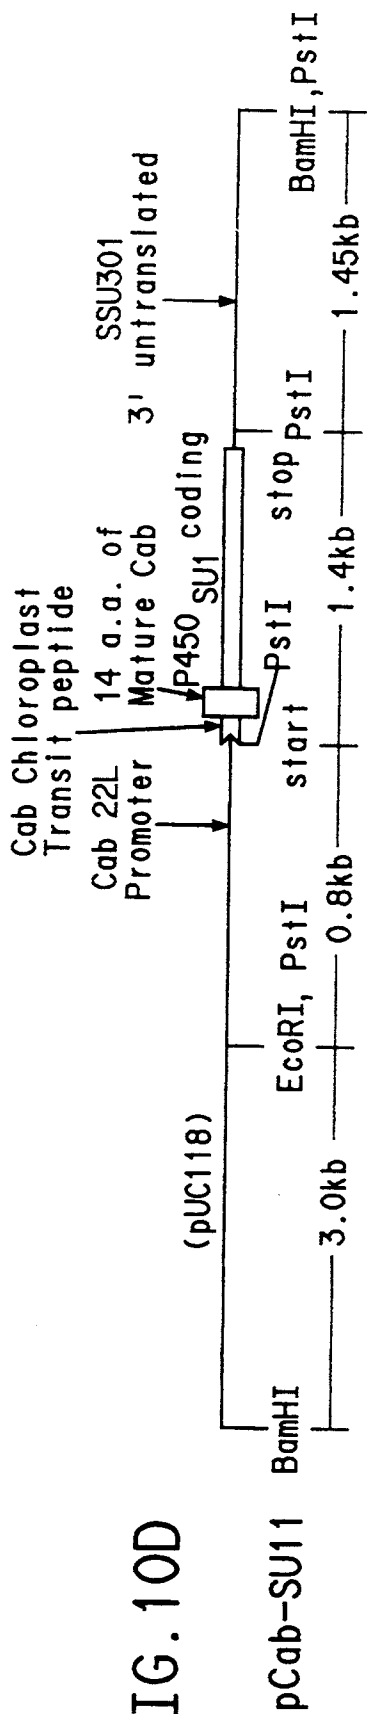 IG.10D
pCab-SU11
Cab Chloroplast
Transit peptide
Cab 22L
Promoter
14 a.a. of
Mature Cab
P450 SU1 coding
SSU301
3' untranslated
(pUC118)
BamHI
EcoRI, PstI
start
PstI
stop
PstI
BamHI,PstI
3.0kb
0.8kb
1.4kb
1.45kb